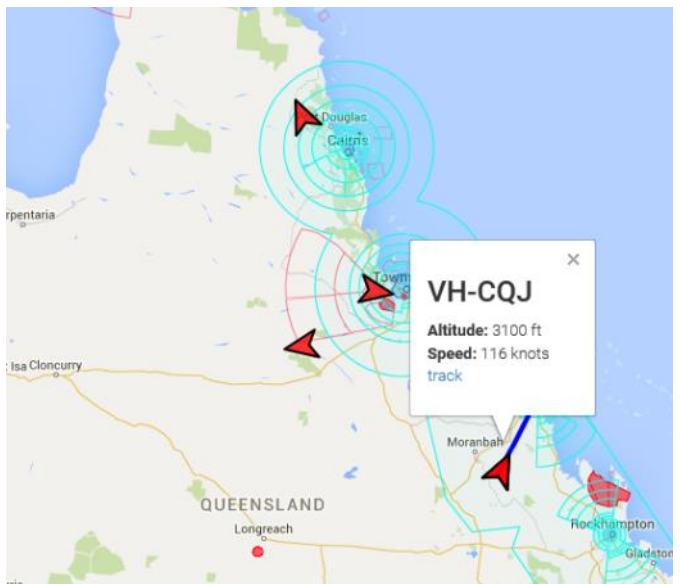 Douglas
Cairns
rpentaria
Towns
×
VH-CQJ
Altitude: 3100 ft
Speed: 116 knots
track
t Isa Cloncurry
Moranbah
QUEENSLAND
Longreach
Rockhampton
Gladston